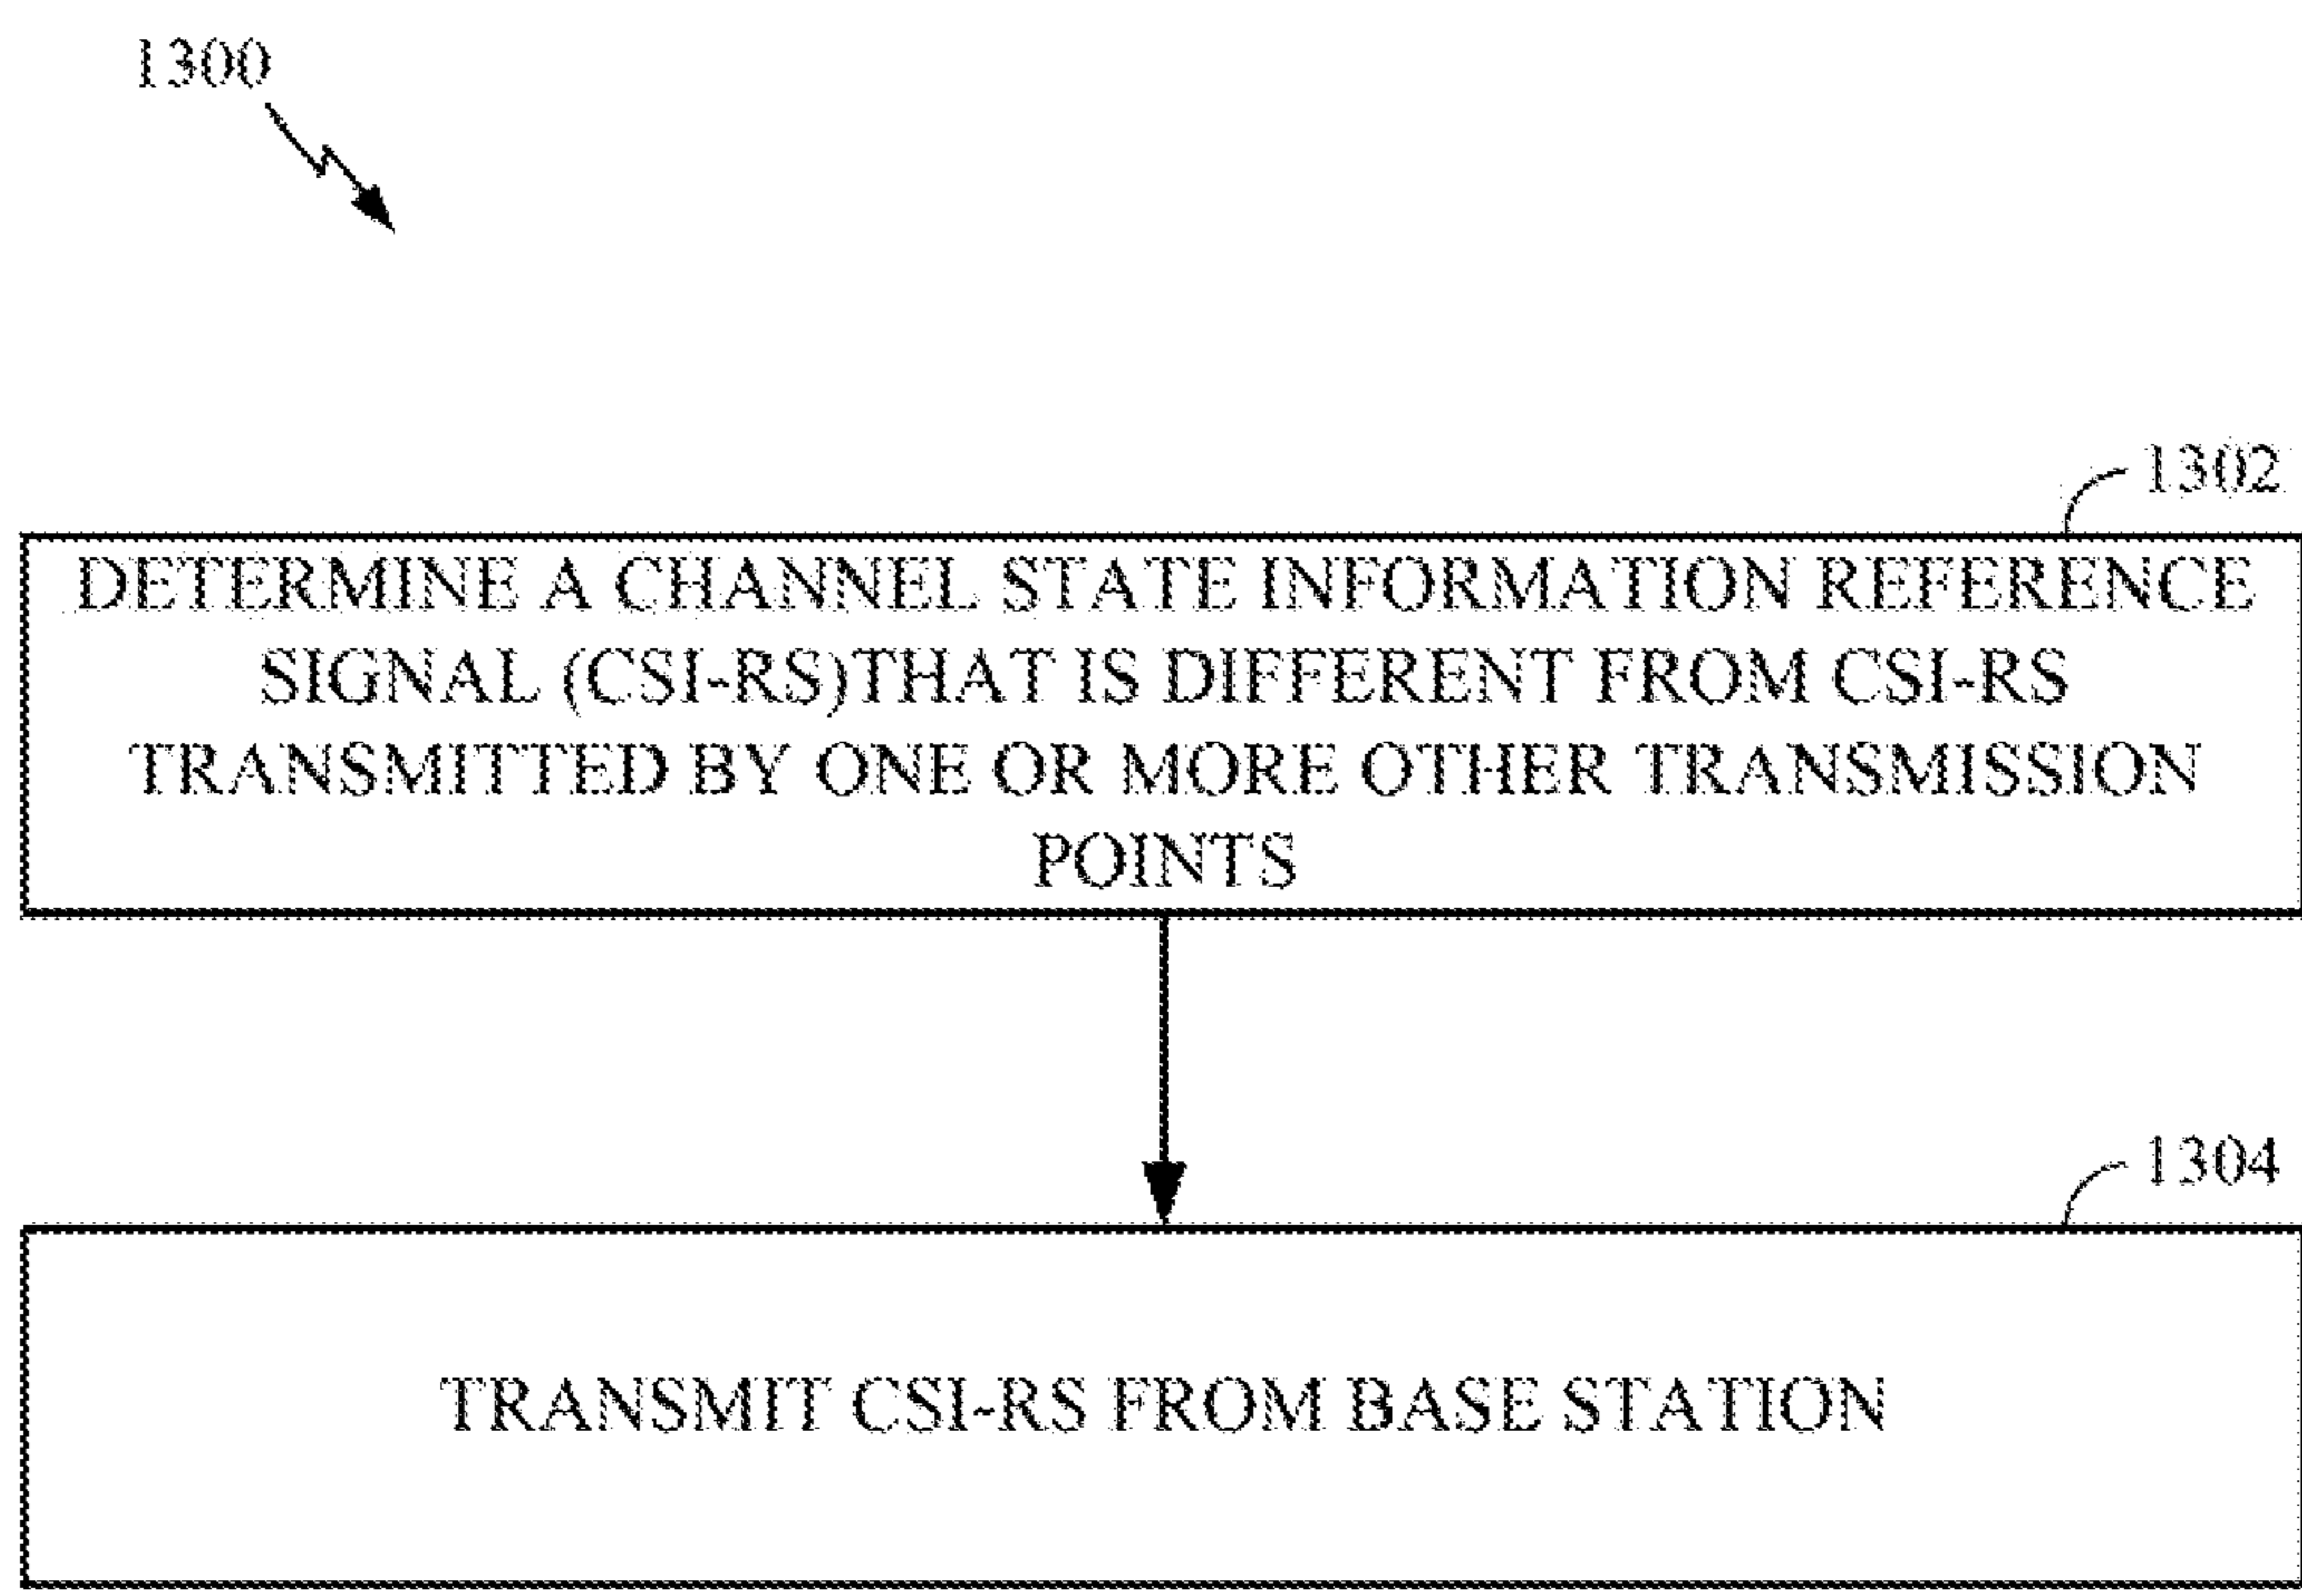 1300
1302
DETERMINE A CHANNEL STATE INFORMATION REFERENCE
SIGNAL (CSI-RS)THAT IS DIFFERENT FROM CSI-RS
TRANSMITTED BY ONE OR MORE OTHER TRANSMISSION
POINTS
1304
TRANSMIT CSI-RS FROM BASE STATION